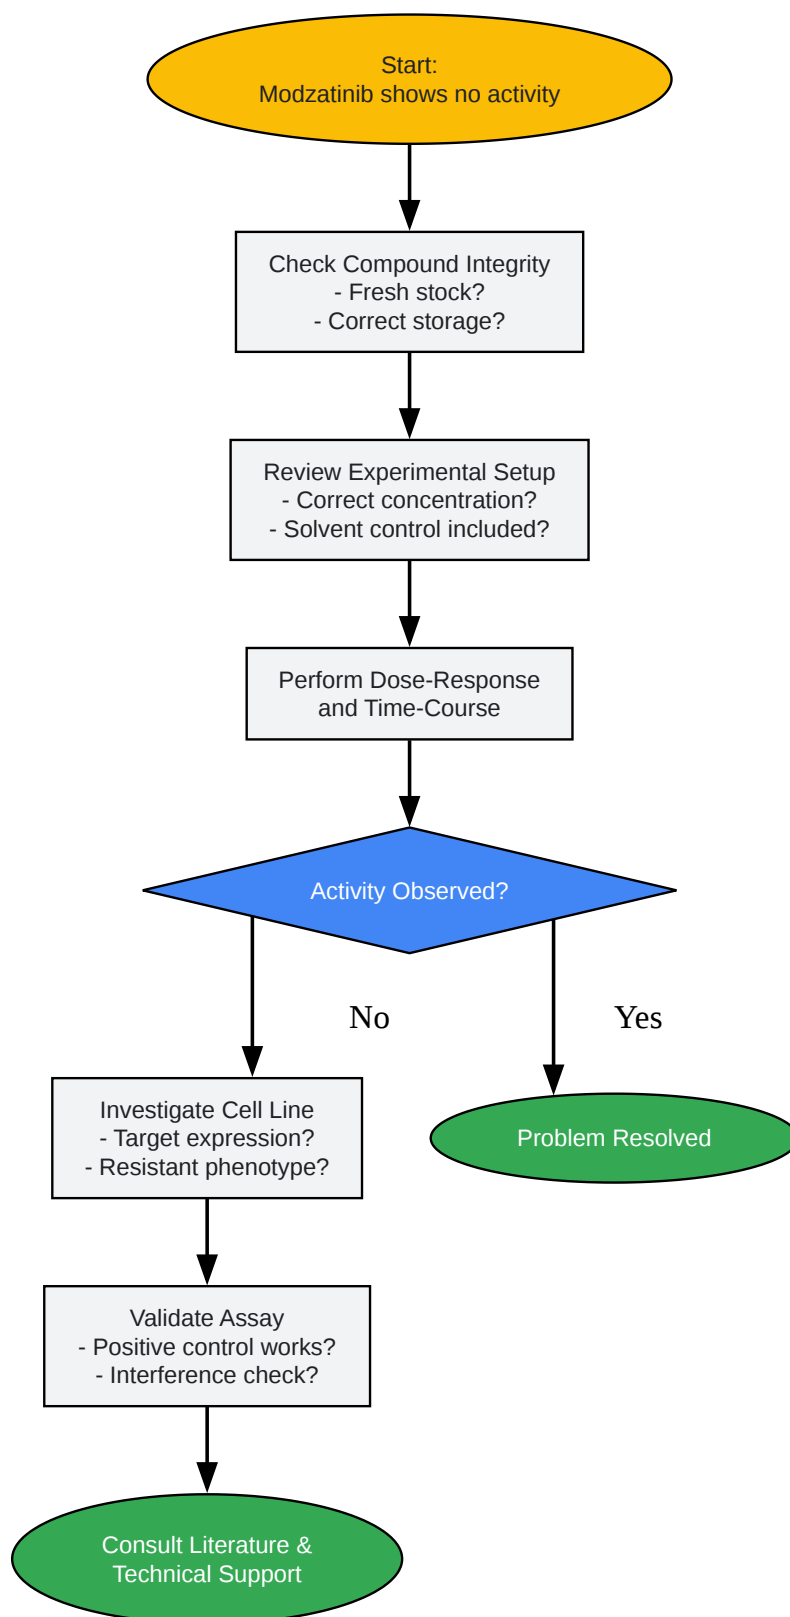 Start:
Modzatinib shows no activity
Check Compound Integrity
- Fresh stock?
- Correct storage?
Review Experimental Setup
- Correct concentration?
- Solvent control included?
Perform Dose-Response
and Time-Course
Activity Observed?
No
Yes
Investigate Cell Line
- Target expression?
- Resistant phenotype?
Problem Resolved
Validate Assay
- Positive control works?
- Interference check?
Consult Literature &
Technical Support